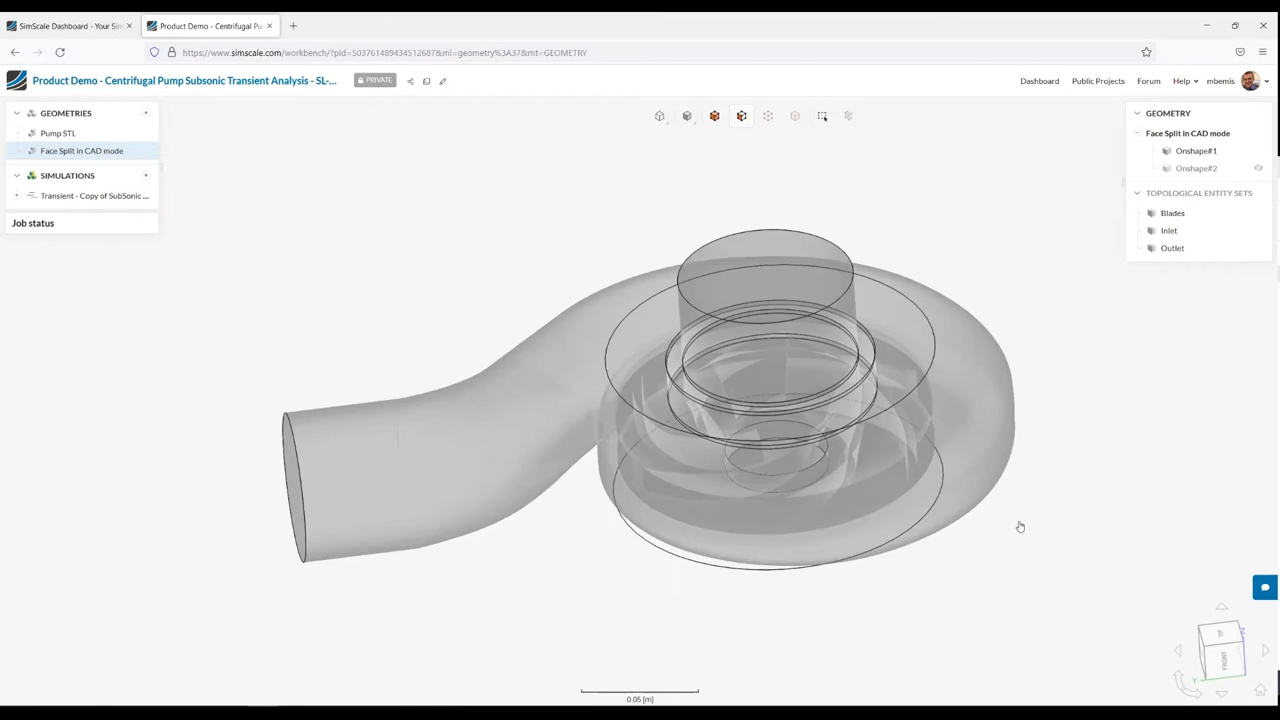 SimScale Dashboard - Your Sim
Product Demo - Centrifugal Pu
https://www.simscale.com/workbench/?pid=503761489434512687&mi=geometry%3A37&mt=GEOMETRY
Product Demo - Centrifugal Pump Subsonic Transient Analysis - SL-...
PRIVATE
Dashboard
Public Projects
Forum
Help
mbemis
GEOMETRIES
Pump STL
Face Split in CAD mode
SIMULATIONS
Transient - Copy of SubSonic ...
Job status
GEOMETRY
Face Split in CAD mode
Onshape#1
Onshape#2
TOPOLOGICAL ENTITY SETS
Blades
Inlet
Outlet
0.05 [m]
FRONT
Y
Z